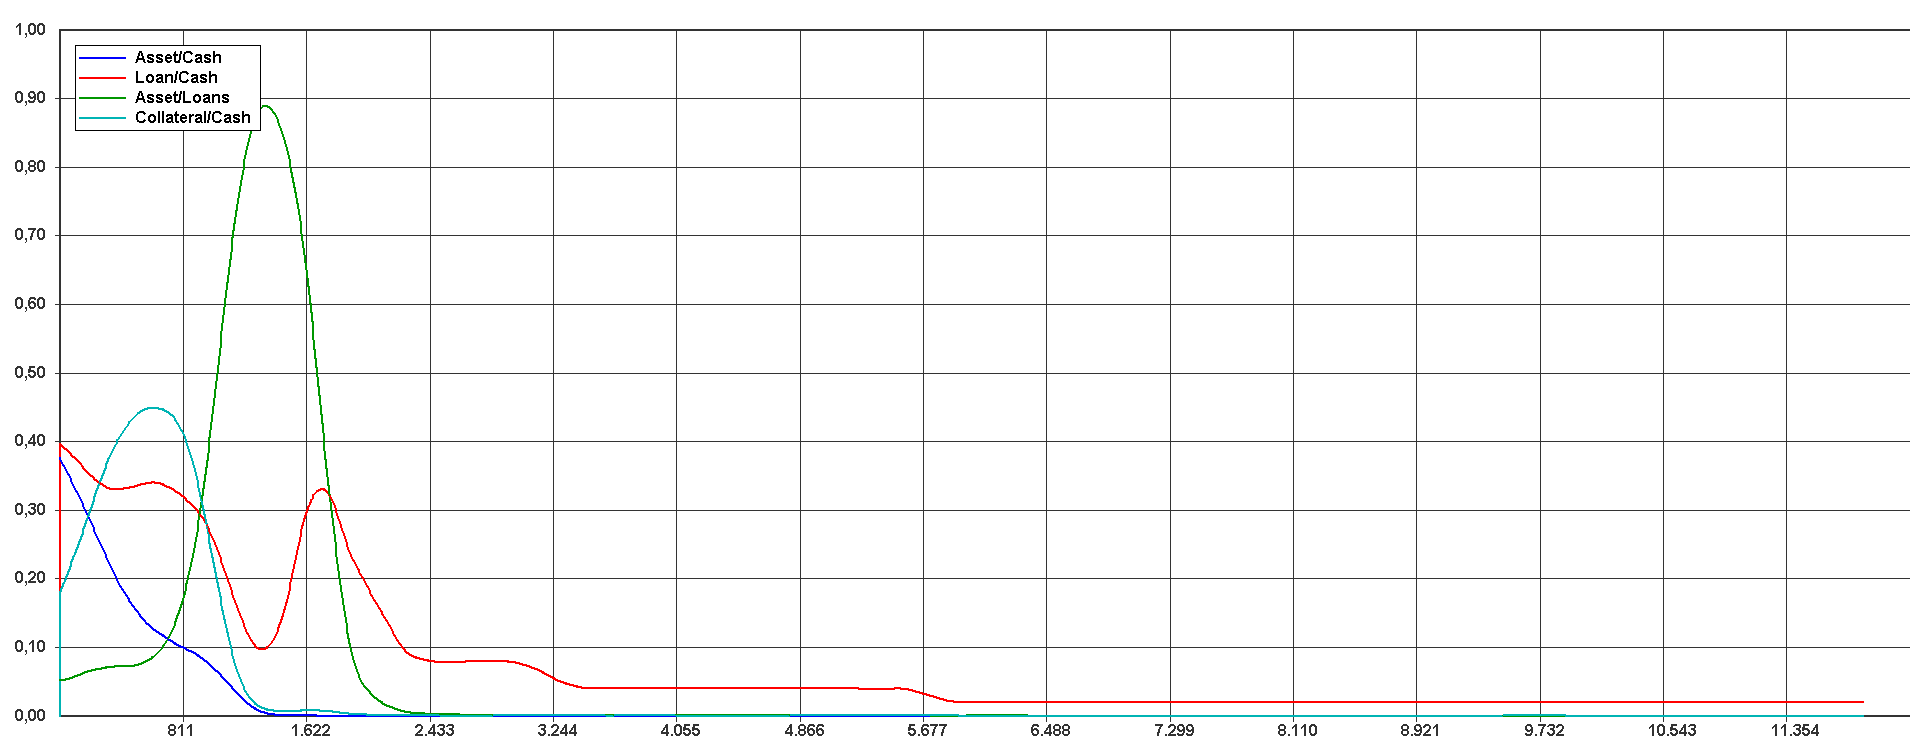 1,00
Asset/Cash
Loan/Cash
Asset/Loans
Collateral/Cash
0,90
0,80
0,70
0,60
0,50
0,40
0,30
0,20
0,10
0,00
811 1.622 2.433 3.244 4.055 4.866 5.677 6.488 7.299 8.110 8.921 9.732 10.543 11.354